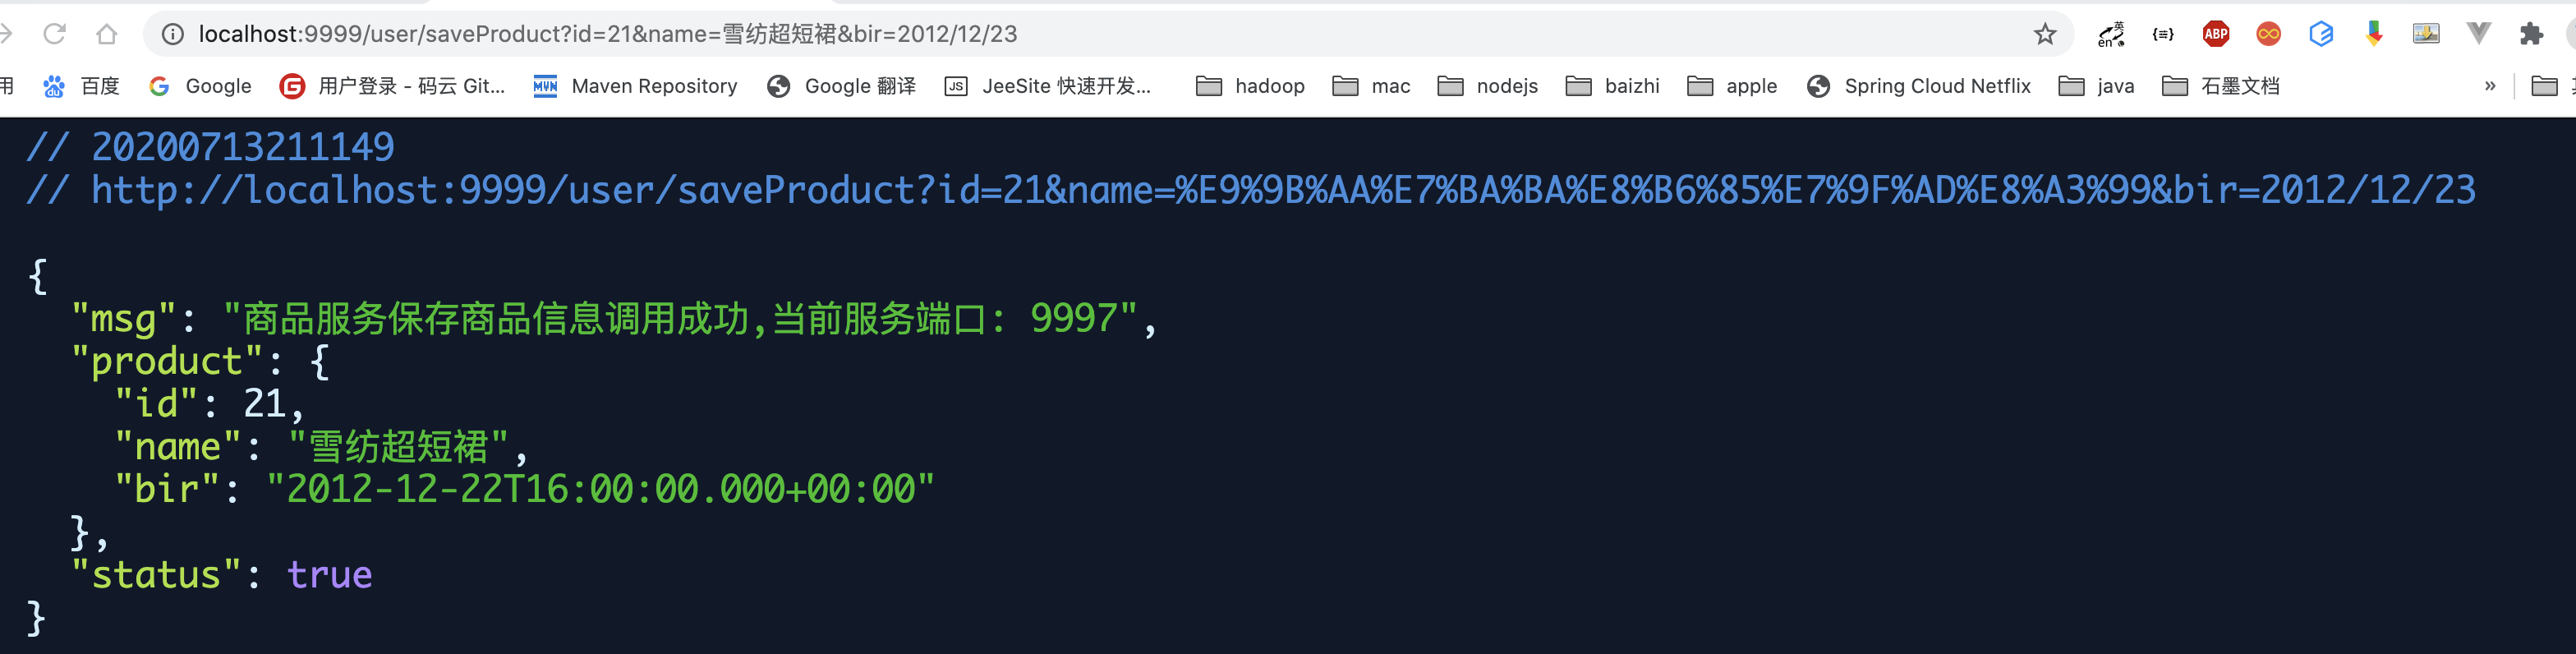 localhost:9999/user/saveProduct?id=21&name=雪纺超短裙&bir=2012/12/23
en 英 {≡} ABP
用 百度 Google 用户登录 - 码云 Git... Maven Repository Google 翻译 JeeSite 快速开发... hadoop mac nodejs baizhi apple Spring Cloud Netflix java 石墨文档 »
// 20200713211149
// http://localhost:9999/user/saveProduct?id=21&name=%E9%9B%AA%E7%BA%BA%E8%B6%85%E7%9F%AD%E8%A3%99&bir=2012/12/23
{
"msg": "商品服务保存商品信息调用成功,当前服务端口: 9997",
"product": {
"id": 21,
"name": "雪纺超短裙",
"bir": "2012-12-22T16:00:00.000+00:00"
},
"status": true
}